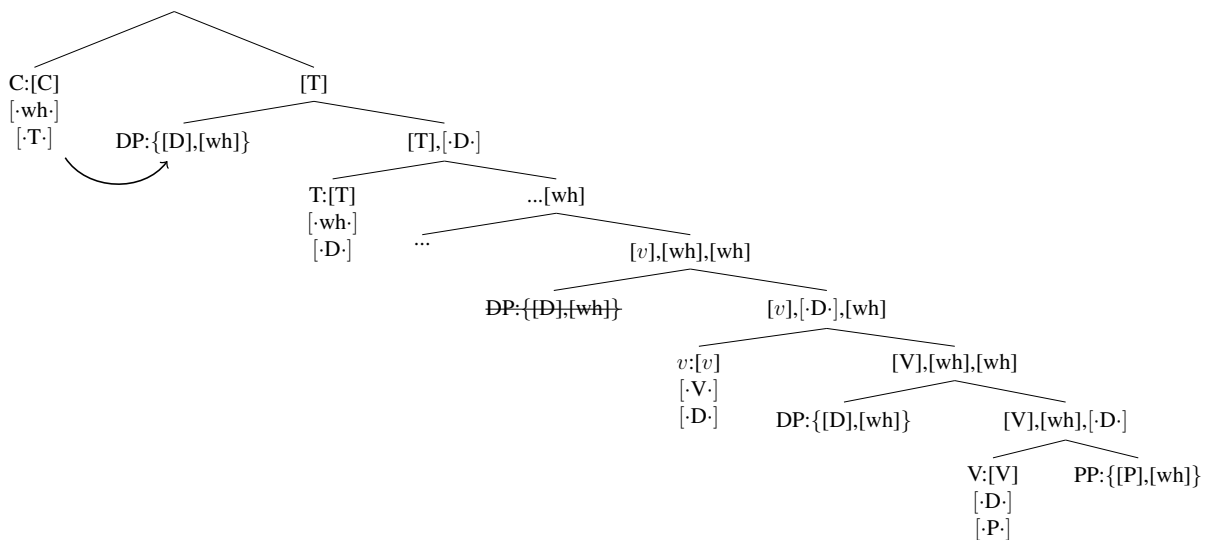 C:[C] [T]
[·wh·]
[·T·] DP:{[D],[wh]} [T],[·D·]
T:[T] ...[wh]
[·wh·]
[·D·] ... [v],[wh],[wh]
DP:{[D],[wh]} [v],[·D·],[wh]
v:[v] [V],[wh],[wh]
[·V·]
[·D·] DP:{[D],[wh]} [V],[wh],[·D·]
V:[V] PP:{[P],[wh]}
[·D·]
[·P·]